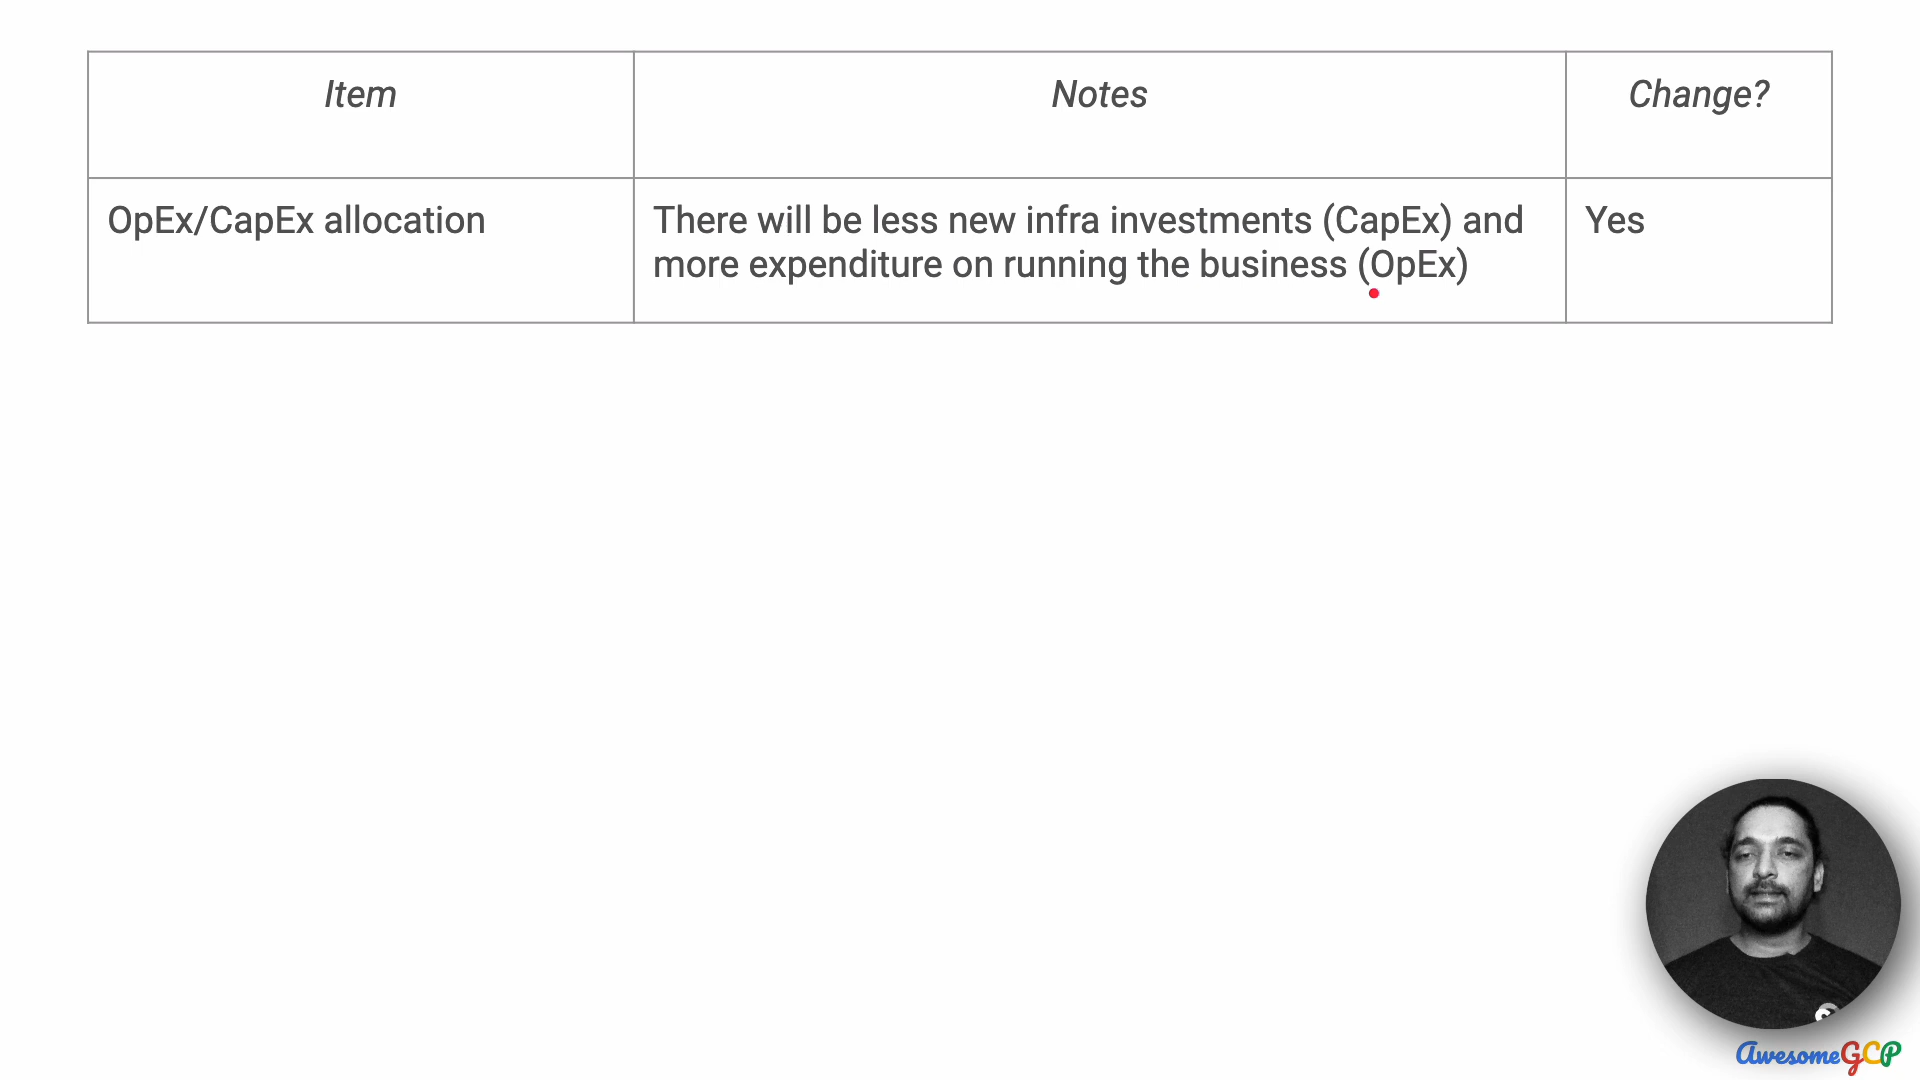 Item
Notes
Change?
OpEx/CapEx allocation
There will be less new infra investments (CapEx) and
more expenditure on running the business (OpEx)
Yes
AwesomeGCP